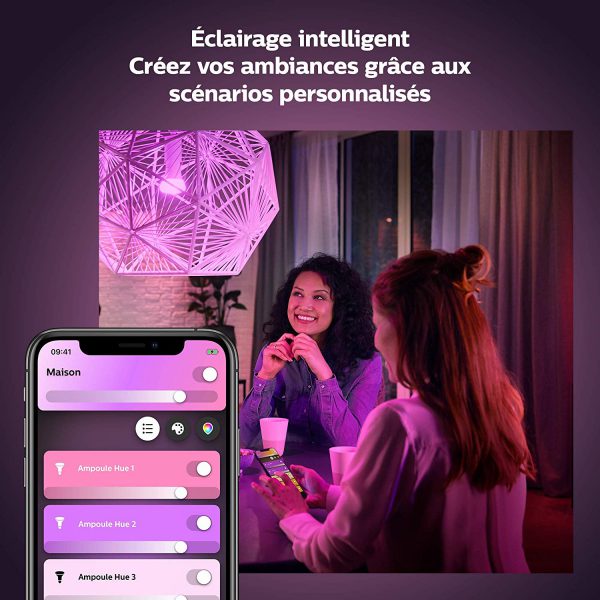 Éclairage intelligent
Créez vos ambiances grâce aux
scénarios personnalisés
09:41
Maison
Ampoule Hue 1
Ampoule Hue 2
Ampoule Hue 3